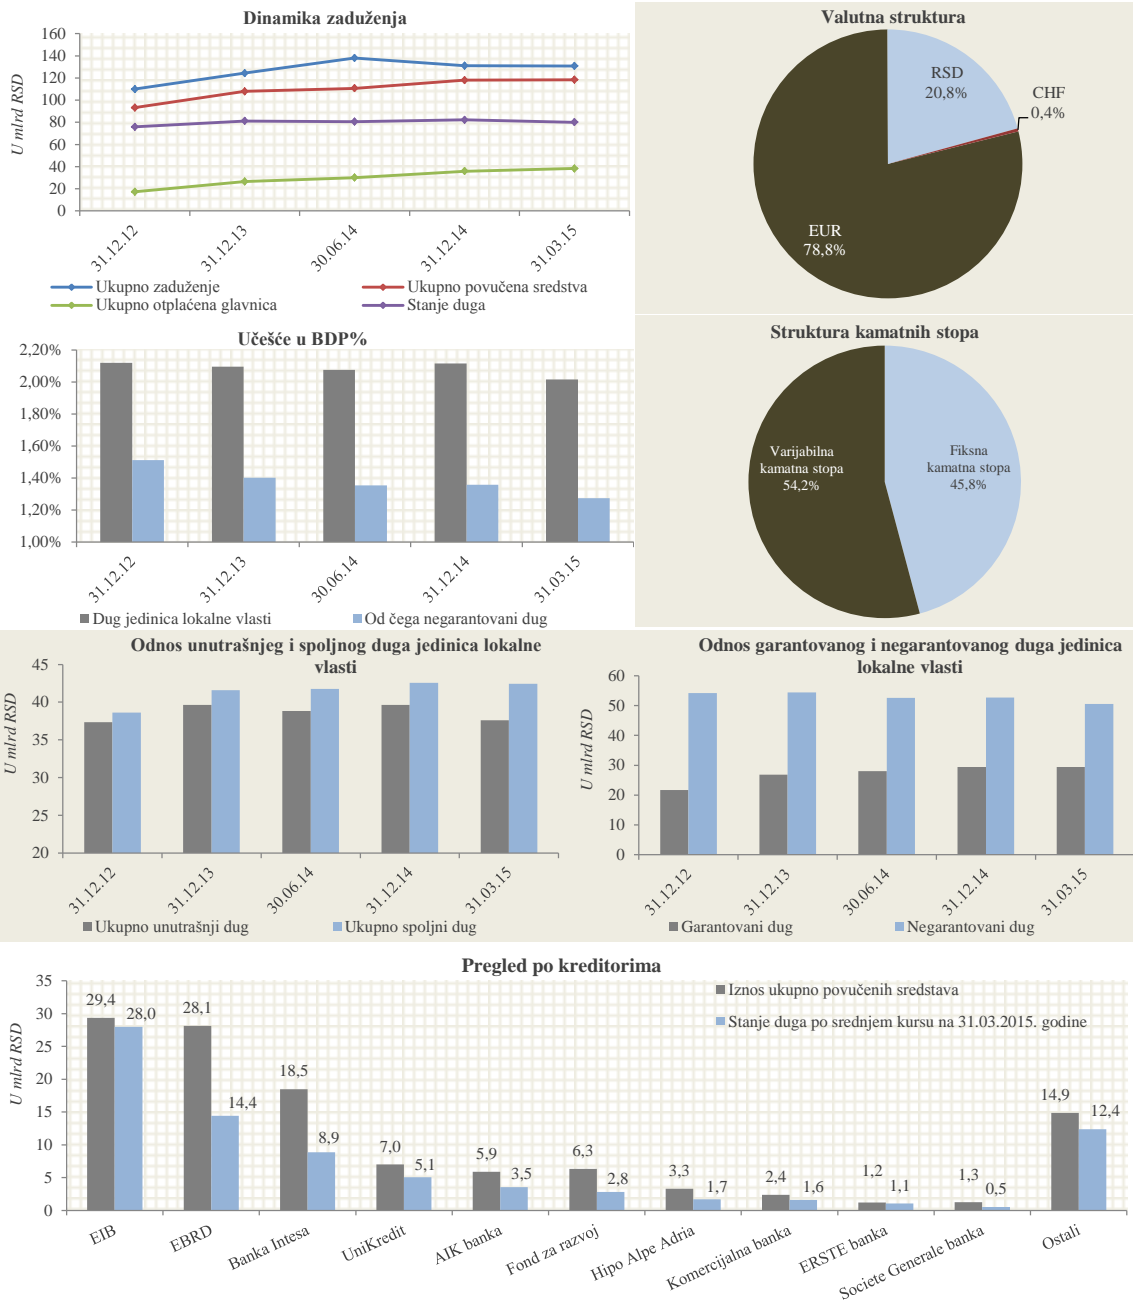 Dinamika zaduženja
160
140
120
100
80
60
40
20
0
U mlrd RSD
31.12.12
31.12.13
30.06.14
31.12.14
31.03.15
Ukupno zaduženje
Ukupno povučena sredstva
Ukupno otplaćena glavnica
Stanje duga
Valutna struktura
RSD
20,8%
CHF
0,4%
EUR
78,8%
Učešće u BDP%
2,20%
2,00%
1,80%
1,60%
1,40%
1,20%
1,00%
31.12.12
31.12.13
30.06.14
31.12.14
31.03.15
Dug jedinica lokalne vlasti
Od čega negarantovani dug
Struktura kamatnih stopa
Varijabilna
kamatna stopa
54,2%
Fiksna
kamatna stopa
45,8%
Odnos unutrašnjeg i spoljnog duga jedinica lokalne
vlasti
45
40
35
30
25
20
U mlrd RSD
31.12.12
31.12.13
30.06.14
31.12.14
31.03.15
Ukupno unutrašnji dug
Ukupno spoljni dug
Odnos garantovanog i negarantovanog duga jedinica
lokalne vlasti
60
50
40
30
20
10
0
U mlrd RSD
31.12.12
31.12.13
30.06.14
31.12.14
31.03.15
Garantovani dug
Negarantovani dug
Pregled po kreditorima
35
30
25
20
15
10
5
0
U mlrd RSD
Iznos ukupno povučenih sredstava
Stanje duga po srednjem kursu na 31.03.2015. godine
29,4
28,0
28,1
14,4
18,5
8,9
7,0
5,1
5,9
3,5
6,3
2,8
3,3
1,7
2,4
1,6
1,2
1,1
1,3
0,5
14,9
12,4
EIB
EBRD
Banka Intesa
UniKredit
AIK banka
Fond za razvoj
Hipo Alpe Adria
Komercijalna banka
ERSTE banka
Societe Generale banka
Ostali